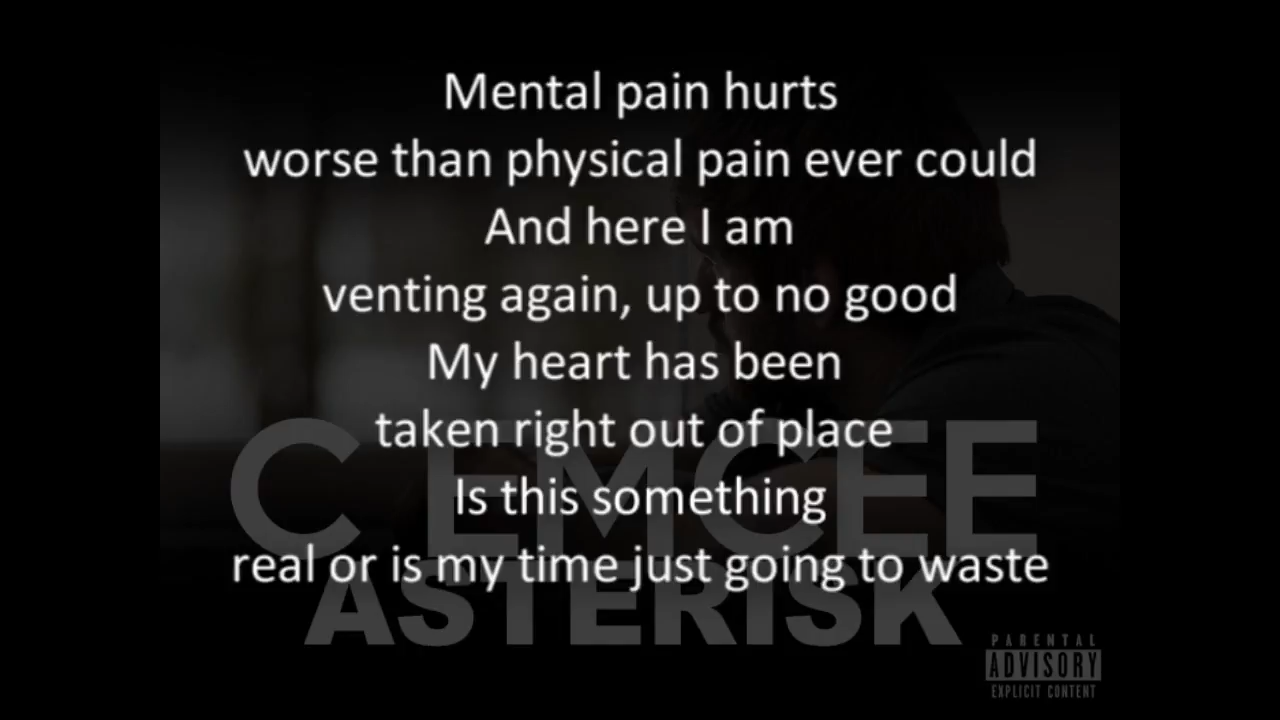 Mental pain hurts
worse than physical pain ever could
And here I am
venting again, up to no good
My heart has been
taken right out of place
Is this something
real or is my time just going to waste
C EMCEE
ASTERISK
PARENTAL
ADVISORY
EXPLICIT CONTENT